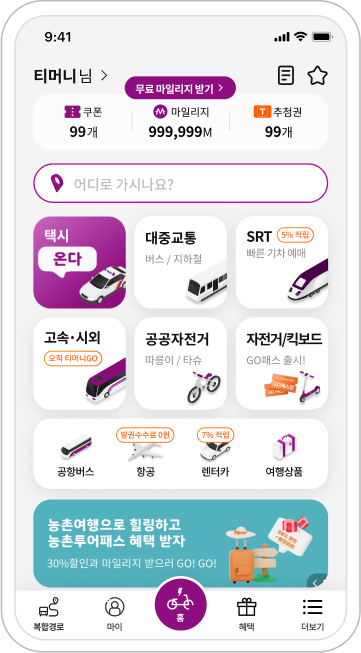 9:41
티머니님
무료 마일리지 받기
쿠폰 마일리지 추첨권
99개 999,999M 99개
어디로 가시나요?
택시
온다
대중교통
버스 / 지하철
SRT 5% 적립
빠른 기차 예매
고속·시외
오직 티머니GO
공공자전거
따릉이 / 타슈
자전거/킥보드
GO패스 출시!
발권수수료 0원 7% 적립
공항버스 항공 렌터카 여행상품
농촌여행으로 힐링하고
농촌투어패스 혜택 받자
30%할인과 마일리지 받으러 GO! GO!
복합경로 마이 홈 혜택 더보기